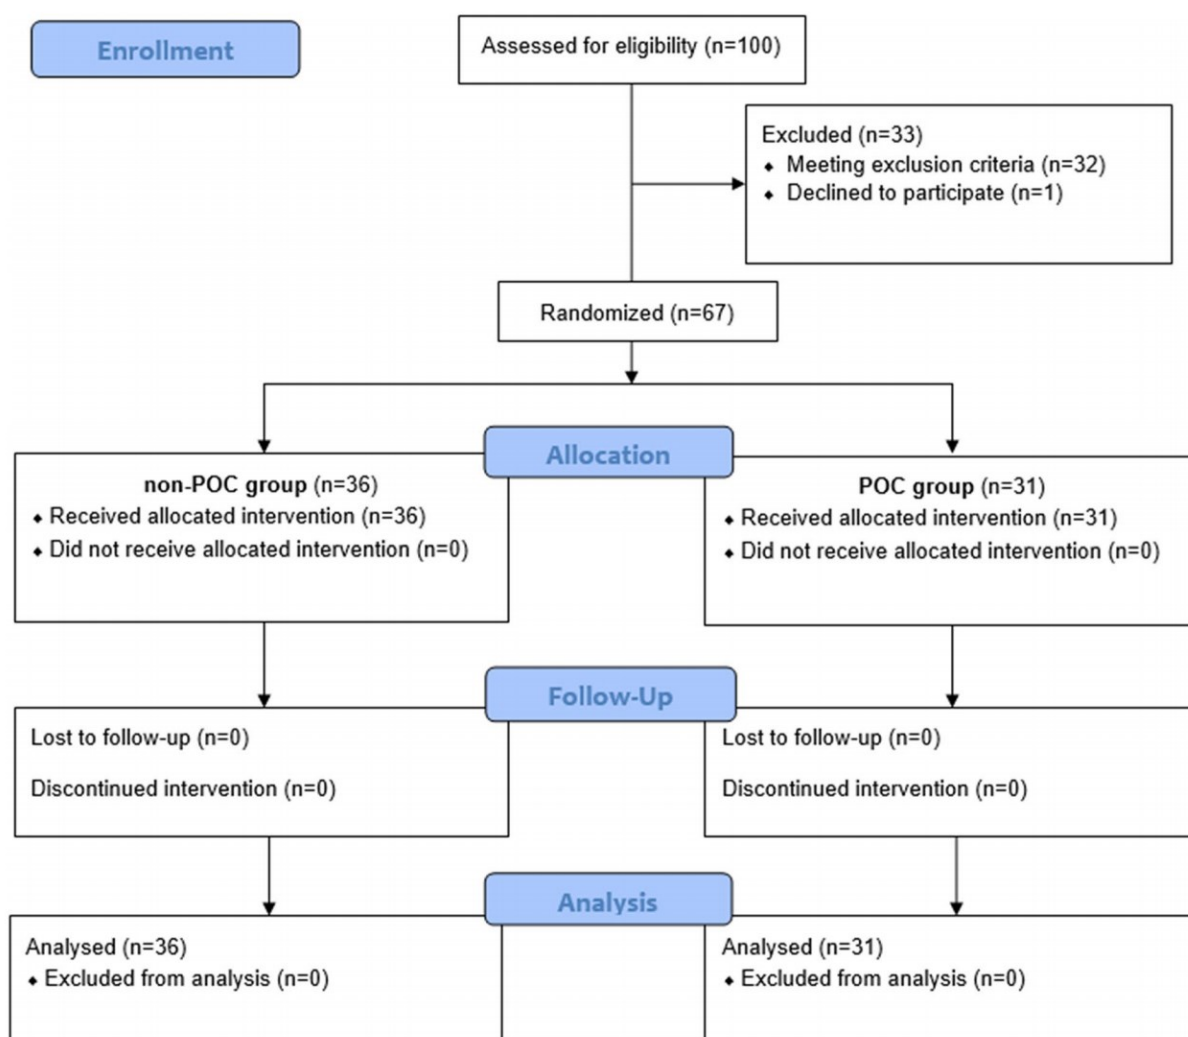 Enrollment
Assessed for eligibility (n=100)
Excluded (n=33)
⬥ Meeting exclusion criteria (n=32)
⬥ Declined to participate (n=1)
Randomized (n=67)
Allocation
non-POC group (n=36)
⬥ Received allocated intervention (n=36)
⬥ Did not receive allocated intervention (n=0)
POC group (n=31)
⬥ Received allocated intervention (n=31)
⬥ Did not receive allocated intervention (n=0)
Follow-Up
Lost to follow-up (n=0)
Discontinued intervention (n=0)
Lost to follow-up (n=0)
Discontinued intervention (n=0)
Analysis
Analysed (n=36)
⬥ Excluded from analysis (n=0)
Analysed (n=31)
⬥ Excluded from analysis (n=0)